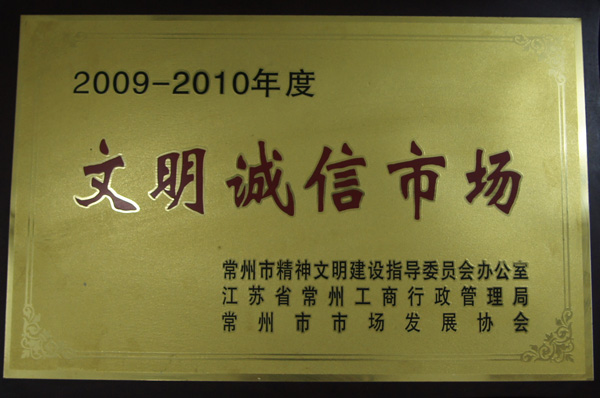 2009-2010年度
文明诚信市场
常州市精神文明建设指导委员会办公室
江苏省常州工商行政管理局
常州市市场发展协会